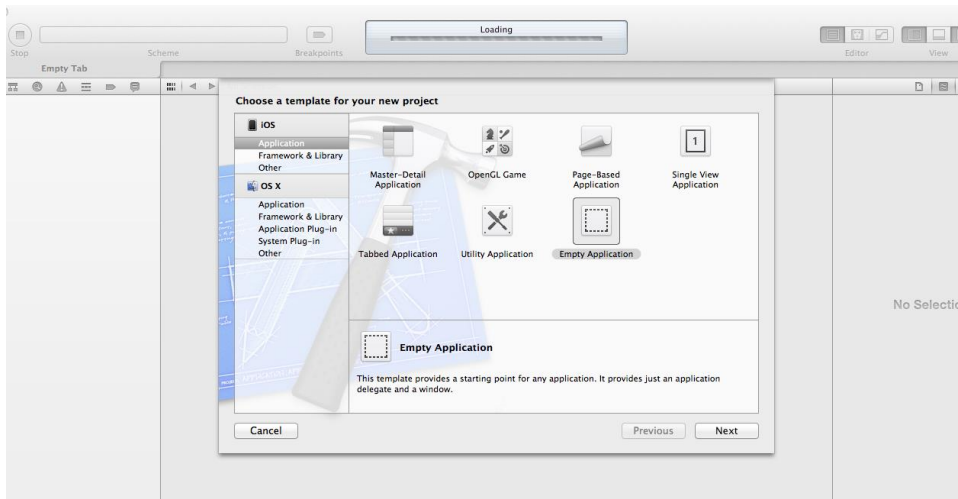 Loading
Stop
Scheme
Breakpoints
Editor
View
Empty Tab
Choose a template for your new project
iOS
Application
Framework & Library
Other
OS X
Application
Framework & Library
Application Plug-in
System Plug-in
Other
Master-Detail
Application
OpenGL Game
Page-Based
Application
1
Single View
Application
Tabbed Application
Utility Application
Empty Application
No Selectio
Empty Application
This template provides a starting point for any application. It provides just an application
delegate and a window.
Cancel
Previous
Next